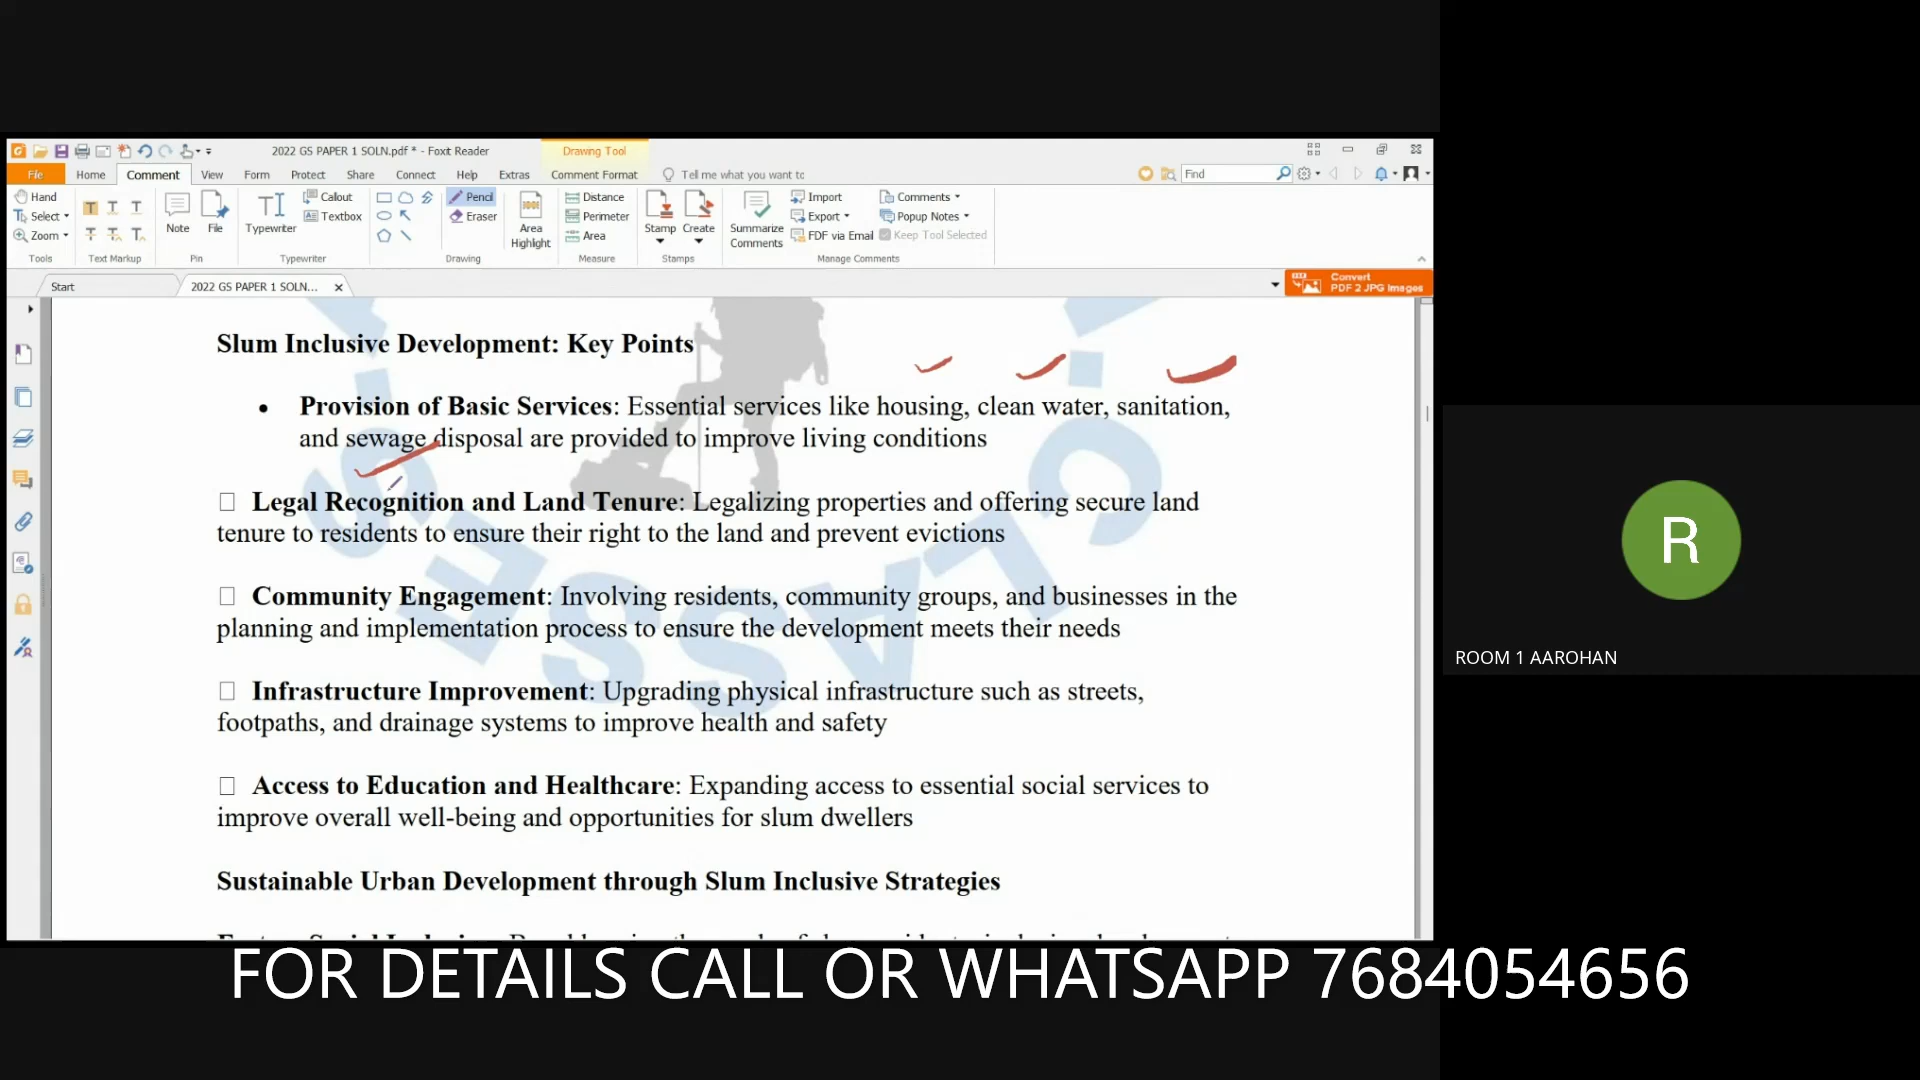 2022 GS PAPER 1 SOLN.pdf * - Foxit Reader
Drawing Tool
File Home Comment View Form Protect Share Connect Help Extras Comment Format Tell me what you want to Find
Hand
Select
Zoom
Tools
Text Markup
Note
File
Pin
Typewriter
Callout
Textbox
Typewriter
Pencil
Eraser
Drawing
Area
Highlight
Distance
Perimeter
Area
Measure
Stamp
Create
Stamps
Summarize
Comments
Import
Export
FDF via Email
Comments
Popup Notes
Keep Tool Selected
Manage Comments
Start
2022 GS PAPER 1 SOLN...
Convert
PDF 2 JPG Images
Slum Inclusive Development: Key Points
• Provision of Basic Services: Essential services like housing, clean water, sanitation,
and sewage disposal are provided to improve living conditions
Legal Recognition and Land Tenure: Legalizing properties and offering secure land
tenure to residents to ensure their right to the land and prevent evictions
Community Engagement: Involving residents, community groups, and businesses in the
planning and implementation process to ensure the development meets their needs
Infrastructure Improvement: Upgrading physical infrastructure such as streets,
footpaths, and drainage systems to improve health and safety
Access to Education and Healthcare: Expanding access to essential social services to
improve overall well-being and opportunities for slum dwellers
Sustainable Urban Development through Slum Inclusive Strategies
CLASSES
R
ROOM 1 AAROHAN
FOR DETAILS CALL OR WHATSAPP 7684054656